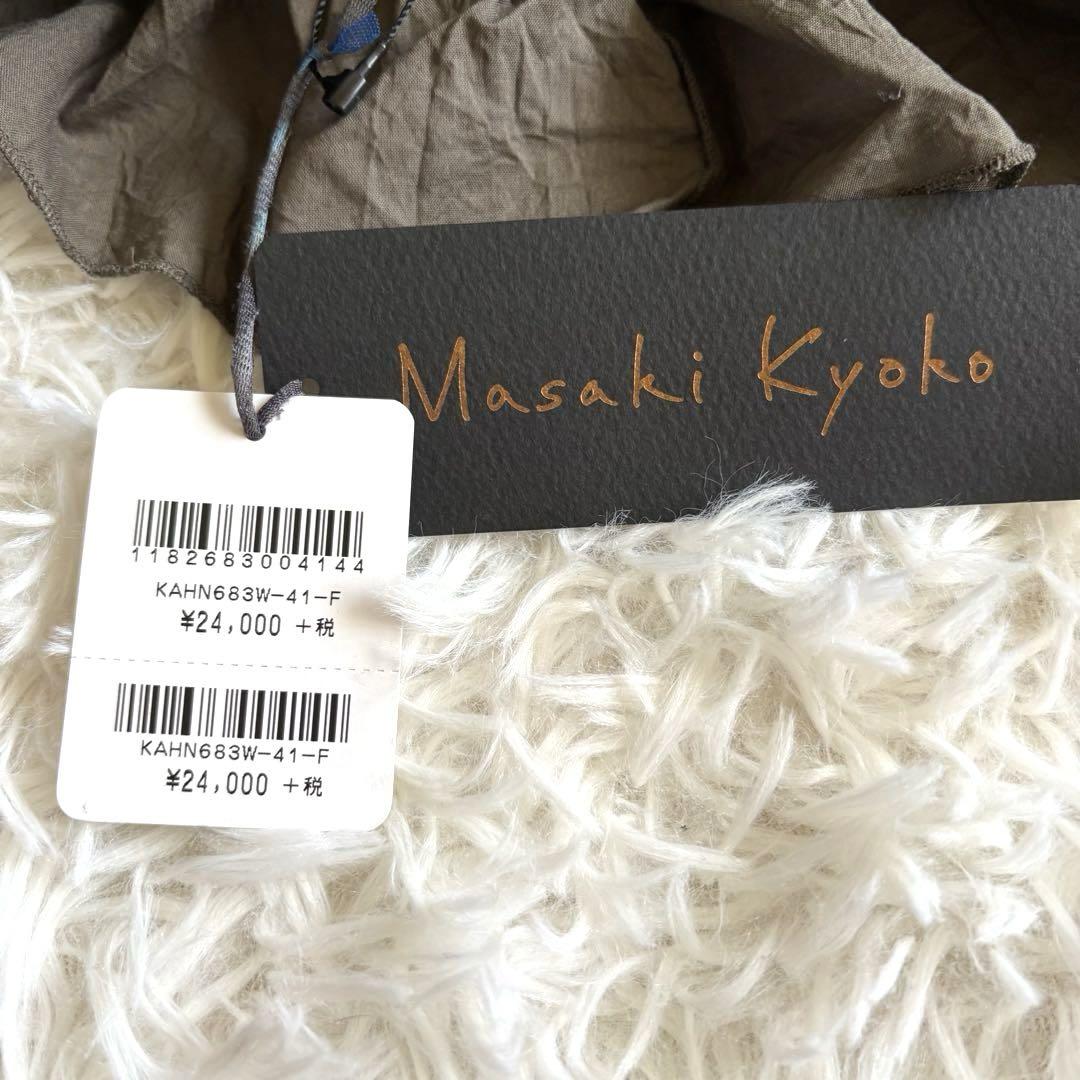 Masaki Kyoko
1182683004144
KAHN683W-41-F
¥24,000 +税
KAHN683W-41-F
¥24,000 +税